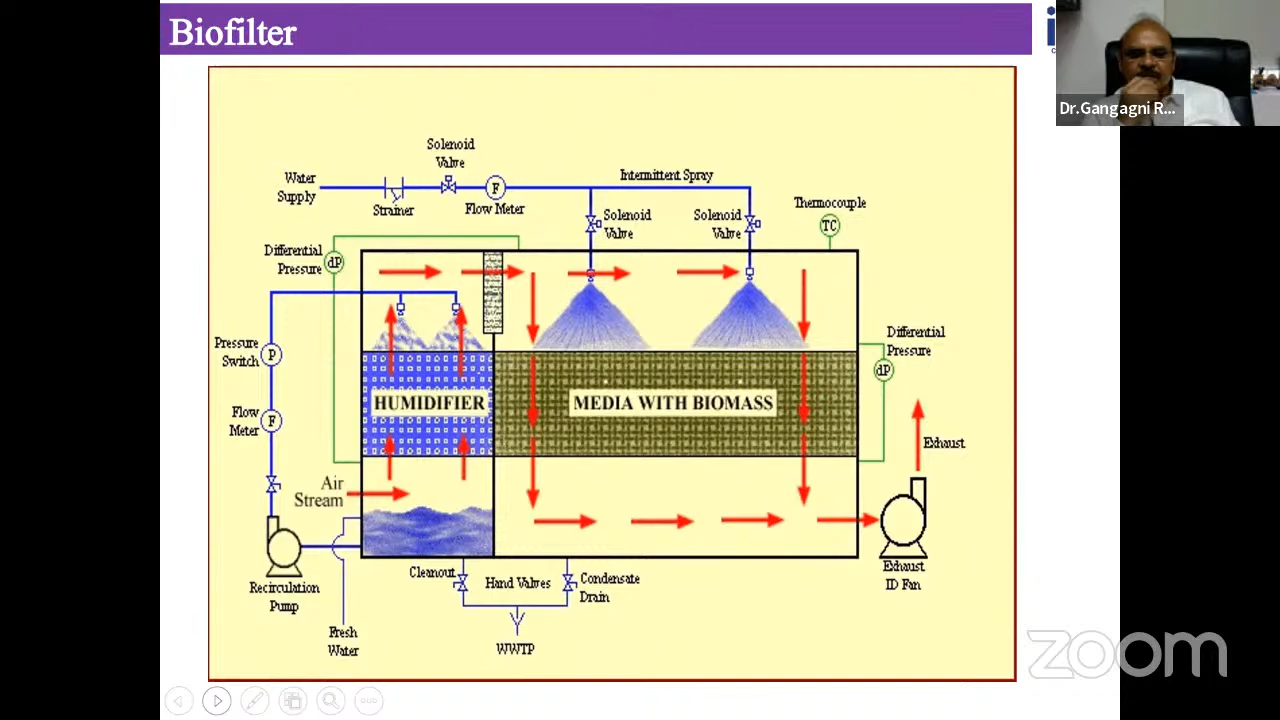 Biofilter
Dr.Gangagni R...
Solenoid
Valve
Water
Supply
Intermittent Spray
Strainer
F
Flow Meter
Solenoid
Valve
Solenoid
Valve
Thermocouple
TC
Differential
Pressure
dP
Pressure
Switch
P
Differential
Pressure
dP
HUMIDIFIER
MEDIA WITH BIOMASS
Flow
Meter
F
Exhaust
Air
Stream
Recirculation
Pump
Cleanout
Hand Valves
Condensate
Drain
Exhaust
ID Fan
Fresh
Water
WWTP
zoom